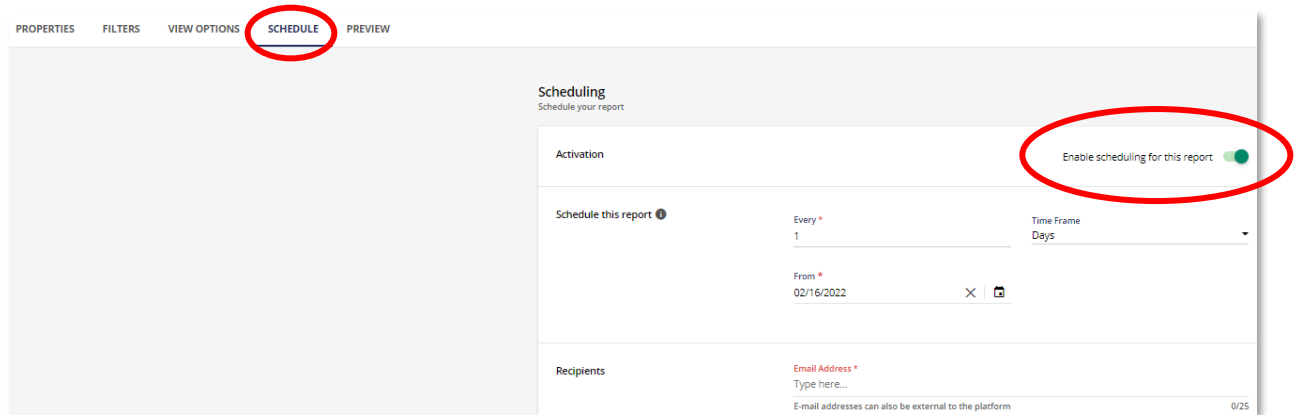 PROPERTIES FILTERS VIEW OPTIONS SCHEDULE PREVIEW
Scheduling
Schedule your report
Activation
Enable scheduling for this report
Schedule this report
Every *
Time Frame
1
Days
From *
02/16/2022
Recipients
Email Address *
Type here...
E-mail addresses can also be external to the platform
0/25